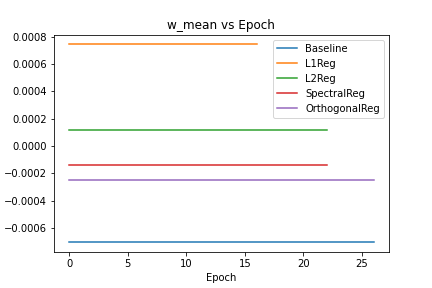 w_mean vs Epoch
0.0008
0.0006
0.0004
0.0002
0.0000
−0.0002
−0.0004
−0.0006
Baseline
L1Reg
L2Reg
SpectralReg
OrthogonalReg
0 5 10 15 20 25
Epoch